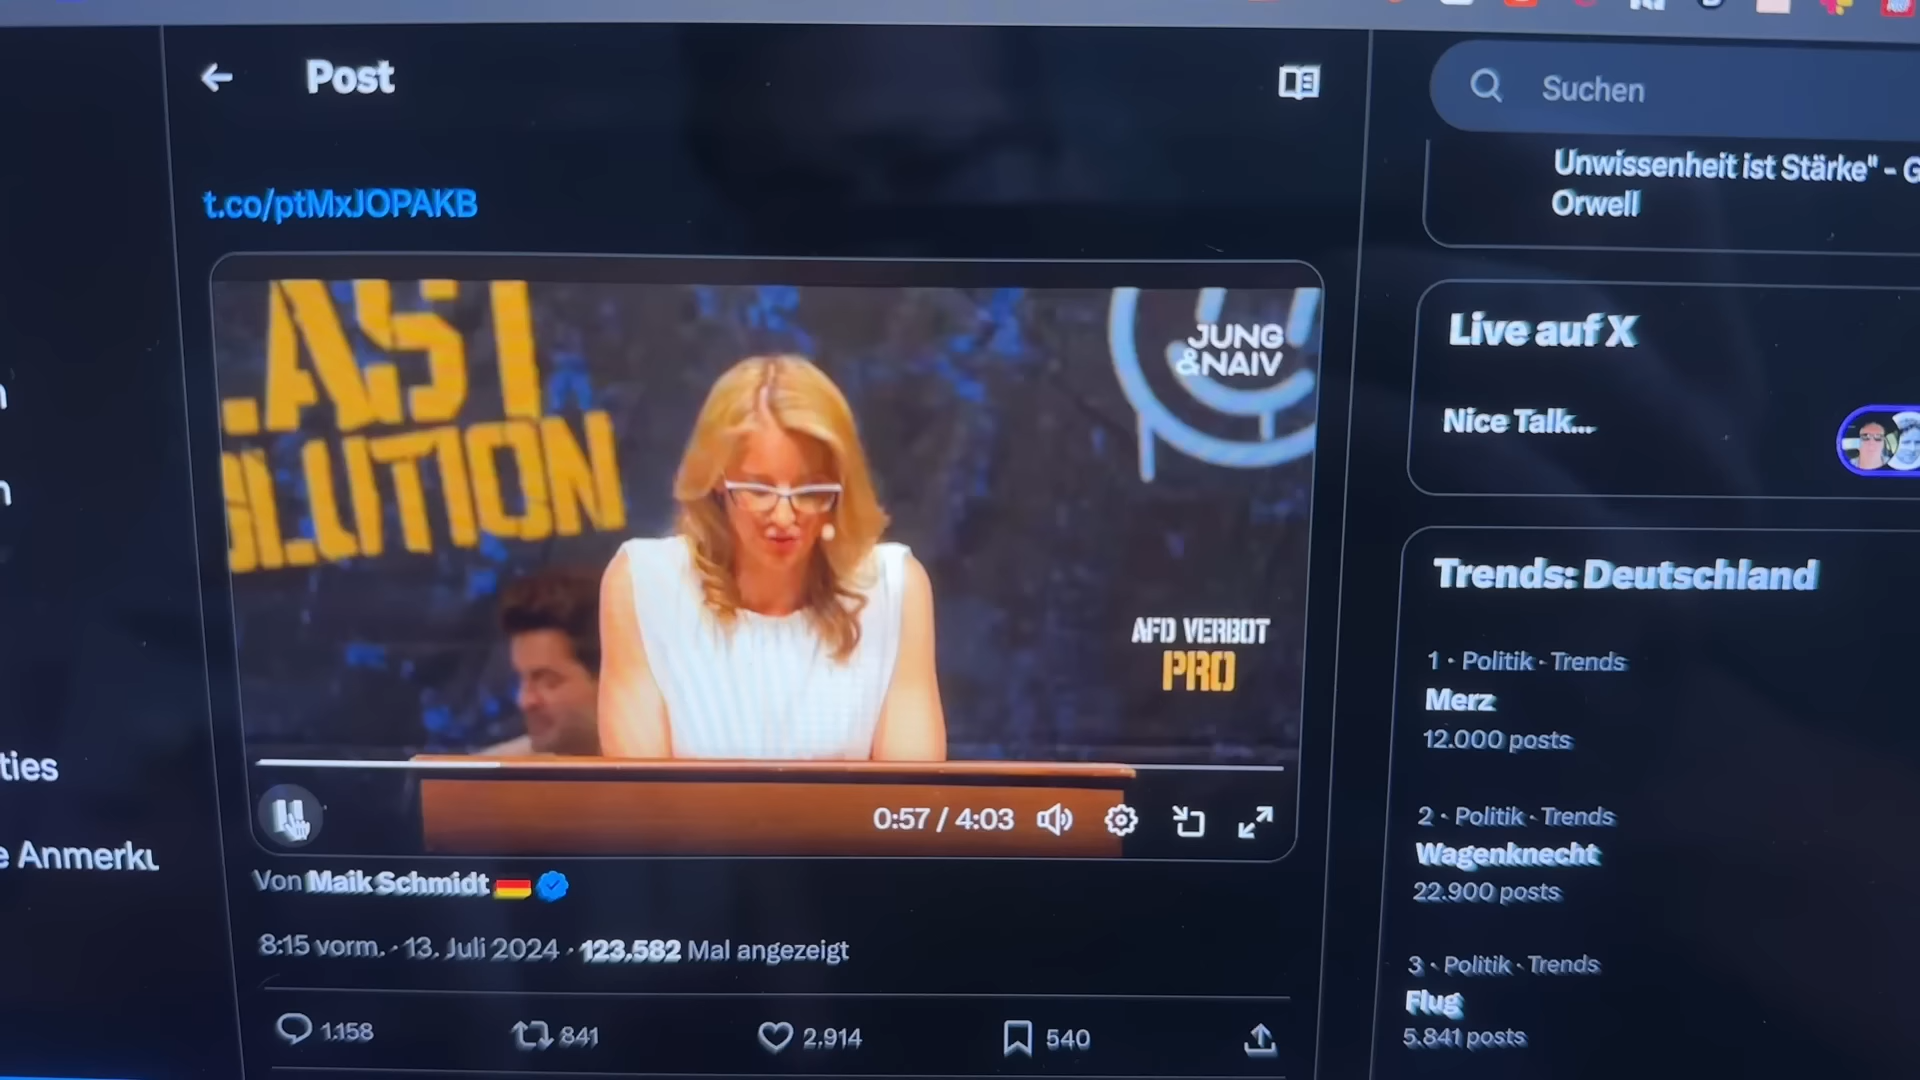 Post
Suchen
t.co/ptMxJOPAKB
Unwissenheit ist Stärke" - G
Orwell
.AST
OLUTION
JUNG
&NAIV
AFD VERBOT
PRO
0:57 / 4:03
Von Maik Schmidt
8:15 vorm. · 13. Juli 2024 · 123.582 Mal angezeigt
1.158
841
2.914
540
Live auf X
Nice Talk...
Trends: Deutschland
1 · Politik · Trends
Merz
12.000 posts
2 · Politik · Trends
Wagenknecht
22.900 posts
3 · Politik · Trends
Flug
5.841 posts
ties
e Anmerku